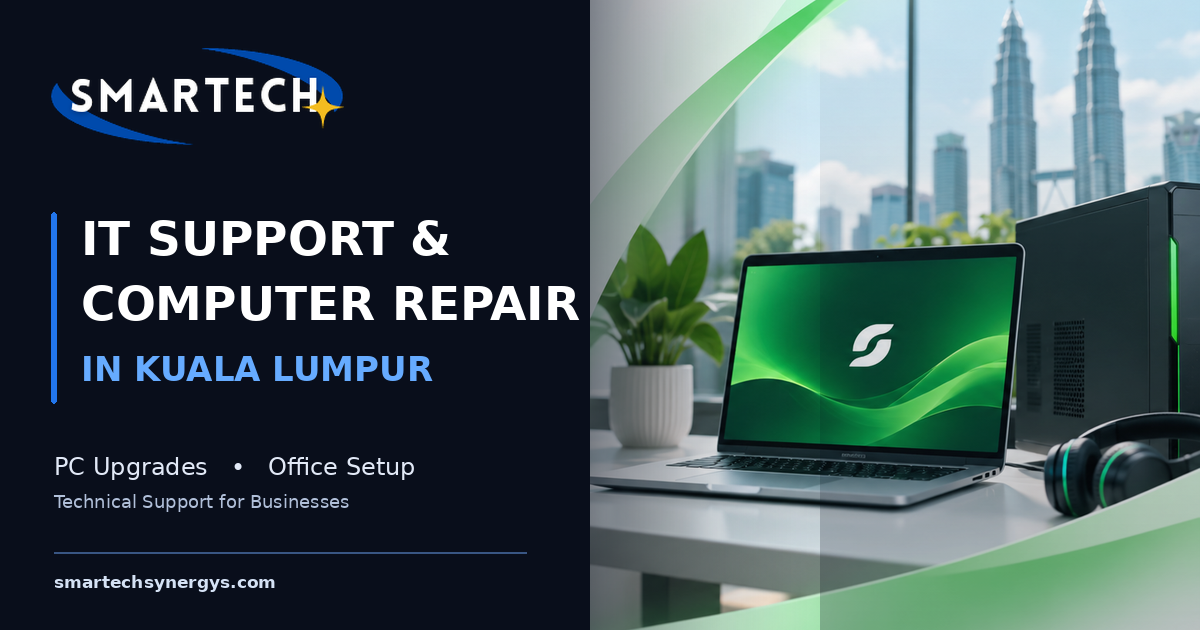 SMARTECH
IT SUPPORT &
COMPUTER REPAIR
IN KUALA LUMPUR
PC Upgrades • Office Setup
Technical Support for Businesses
smartechsynergys.com